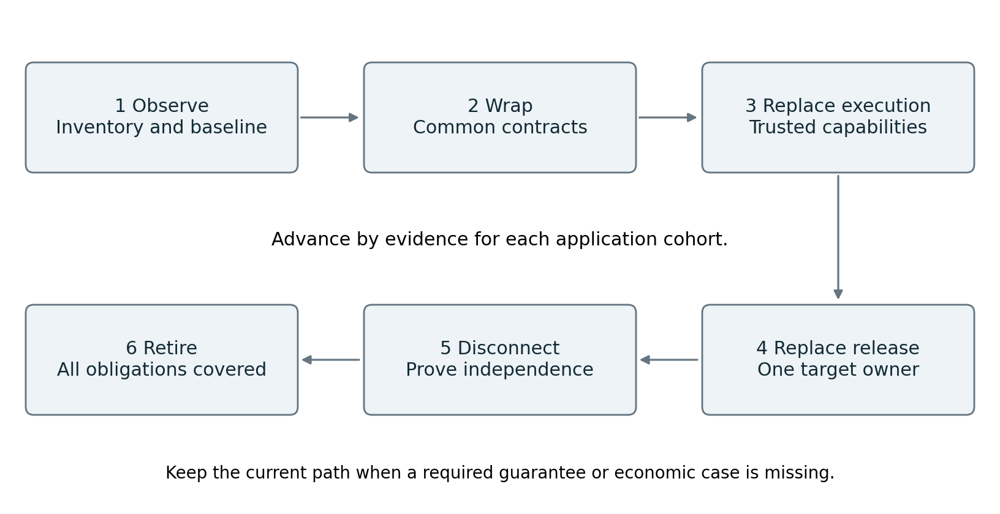 1 Observe
Inventory and baseline
2 Wrap
Common contracts
3 Replace execution
Trusted capabilities
Advance by evidence for each application cohort.
6 Retire
All obligations covered
5 Disconnect
Prove independence
4 Replace release
One target owner
Keep the current path when a required guarantee or economic case is missing.